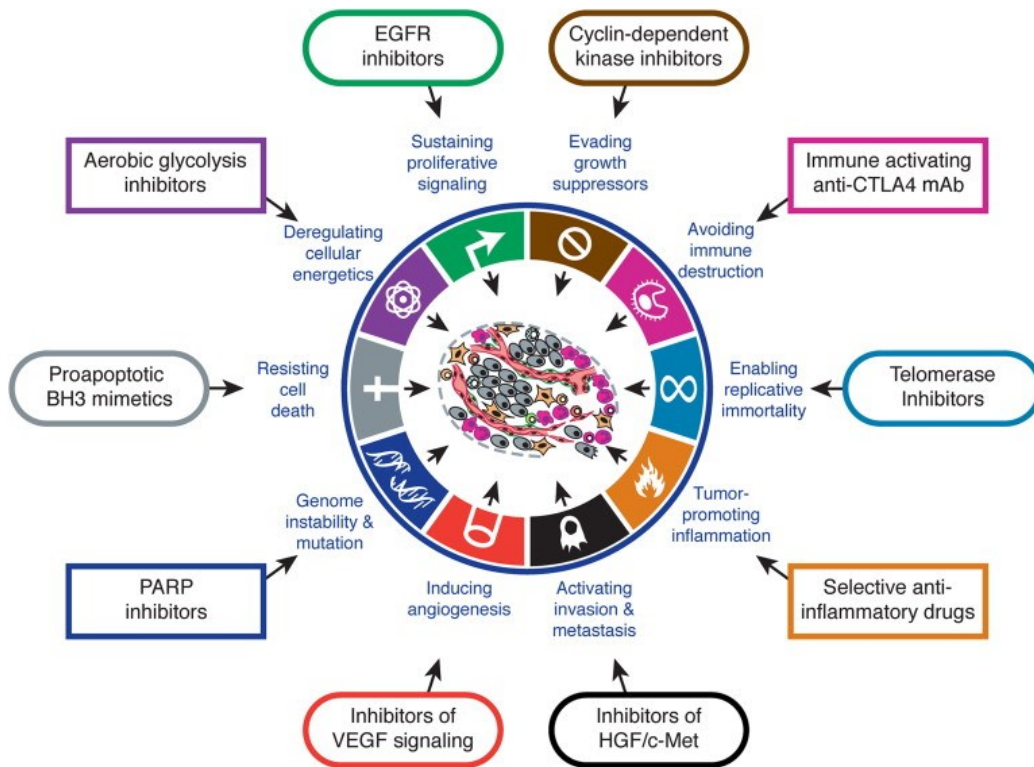 EGFR
inhibitors
Cyclin-dependent
kinase inhibitors
Sustaining
proliferative
signaling
Evading
growth
suppressors
Aerobic glycolysis
inhibitors
Immune activating
anti-CTLA4 mAb
Deregulating
cellular
energetics
Avoiding
immune
destruction
Proapoptotic
BH3 mimetics
Resisting
cell
death
Enabling
replicative
immortality
Telomerase
Inhibitors
Genome
instability &
mutation
Tumor-
promoting
inflammation
PARP
inhibitors
Inducing
angiogenesis
Activating
invasion &
metastasis
Selective anti-
inflammatory drugs
Inhibitors of
VEGF signaling
Inhibitors of
HGF/c-Met